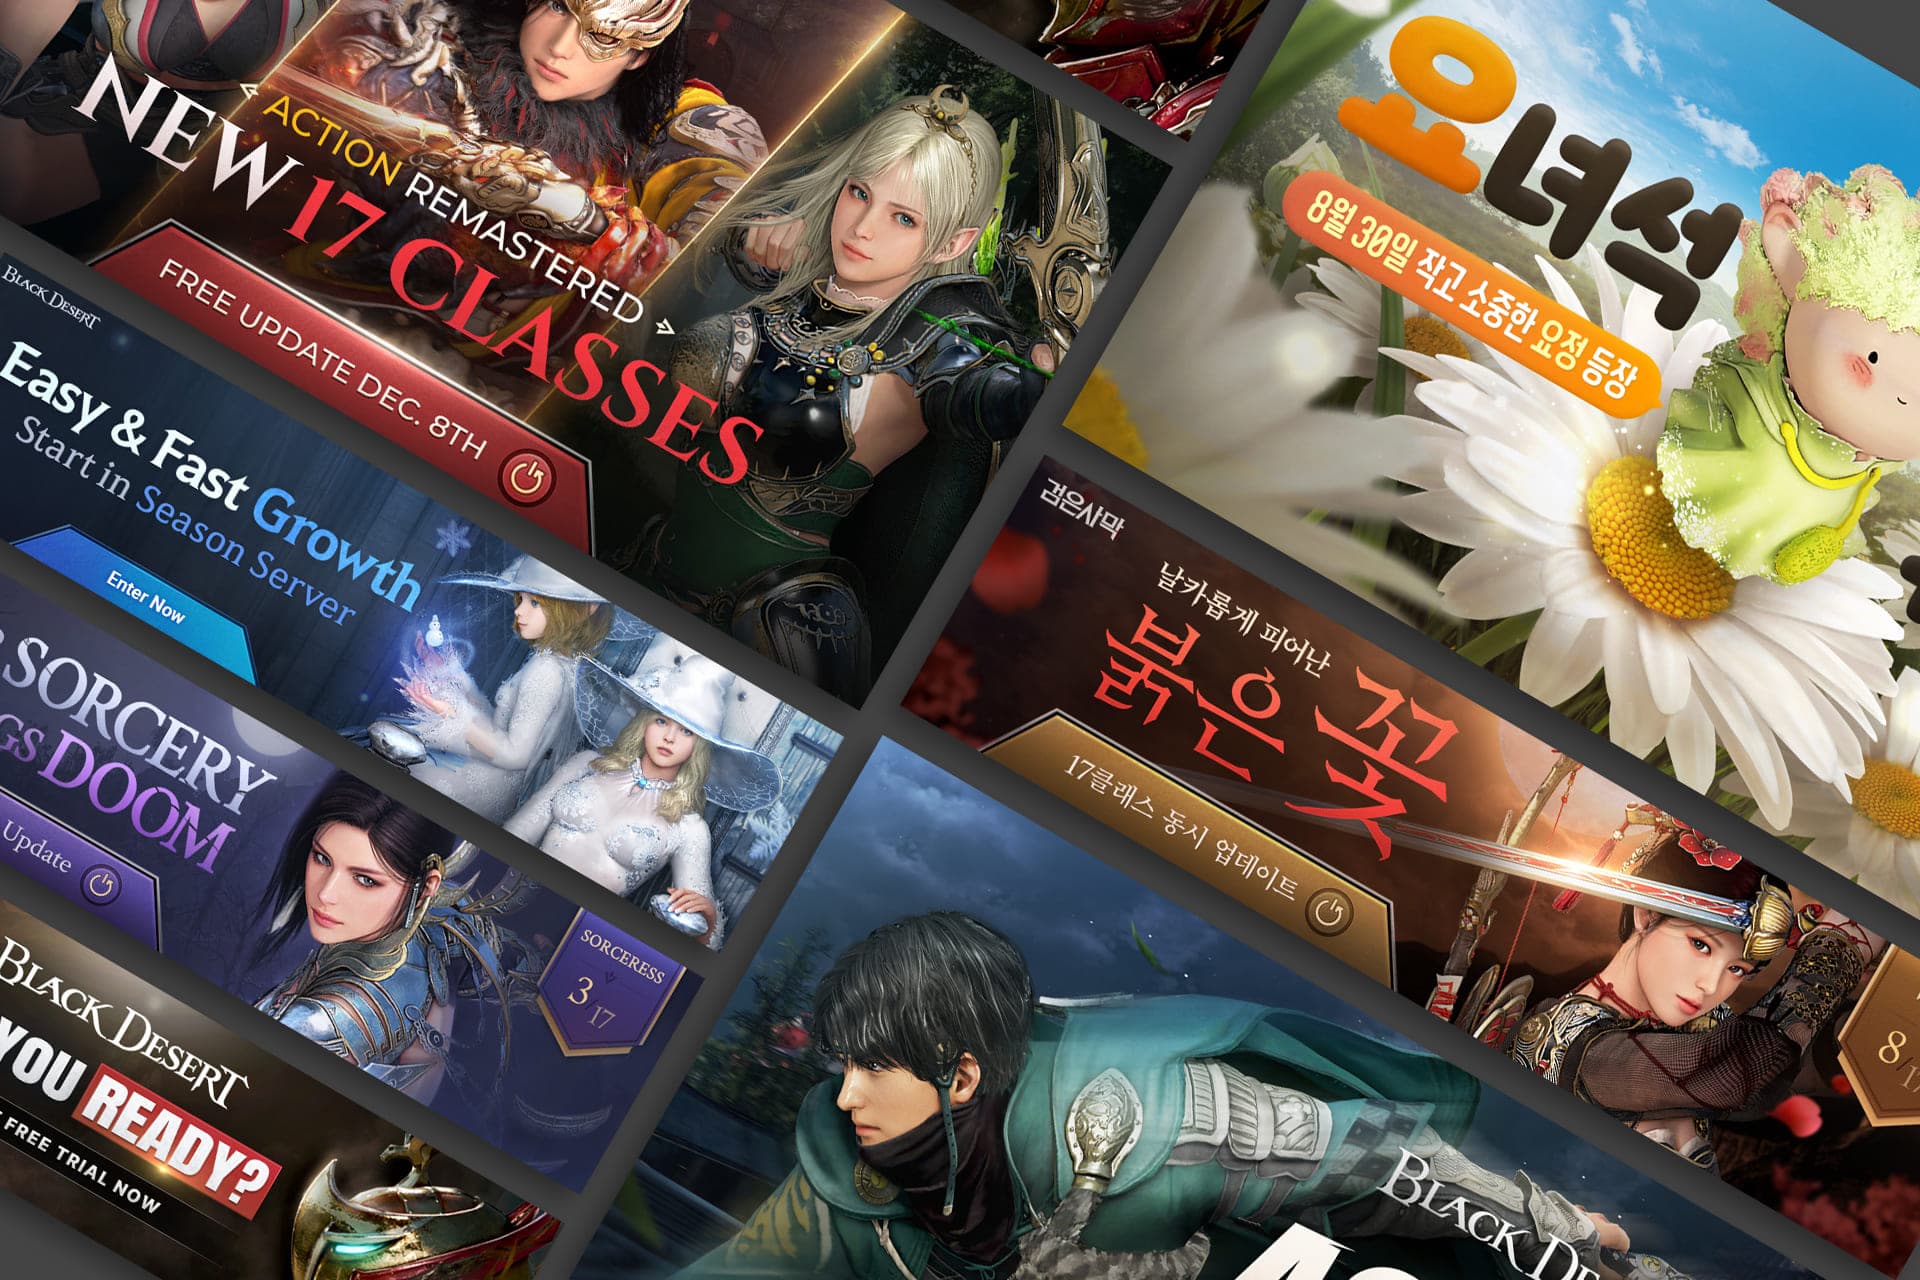 ACTION REMASTERED
NEW 17 CLASSES
FREE UPDATE DEC. 8TH
BLACK DESERT
Easy & Fast Growth
Start in Season Server
Enter Now
SORCERY
DOOM
Update
SORCERESS
3/17
BLACK DESERT
YOU READY?
FREE TRIAL NOW
요녀석
8월 30일 작고 소중한 요정 등장
검은사막
날카롭게 피어난
붉은 꽃
17클래스 동시 업데이트
8/17
BLACK DE